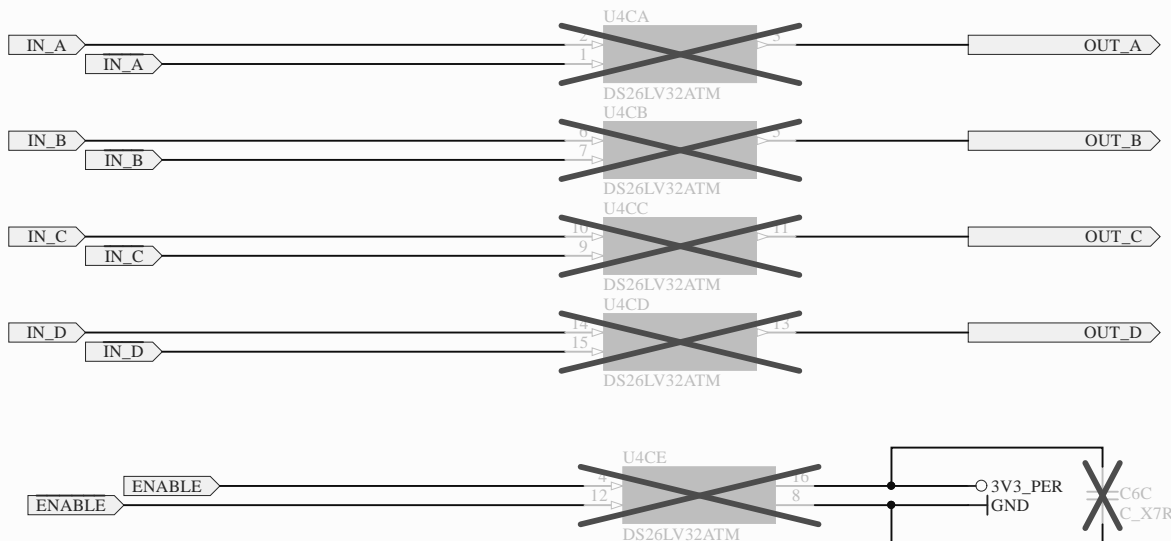 U4CA
IN_A 2 3 OUT_A
IN_A 1
DS26LV32ATM
U4CB
IN_B 6 5 OUT_B
IN_B 7
DS26LV32ATM
U4CC
IN_C 10 11 OUT_C
IN_C 9
DS26LV32ATM
U4CD
IN_D 14 13 OUT_D
IN_D 15
DS26LV32ATM
U4CE
ENABLE 4 16 3V3_PER C6C
ENABLE 12 8 GND C_X7R
DS26LV32ATM